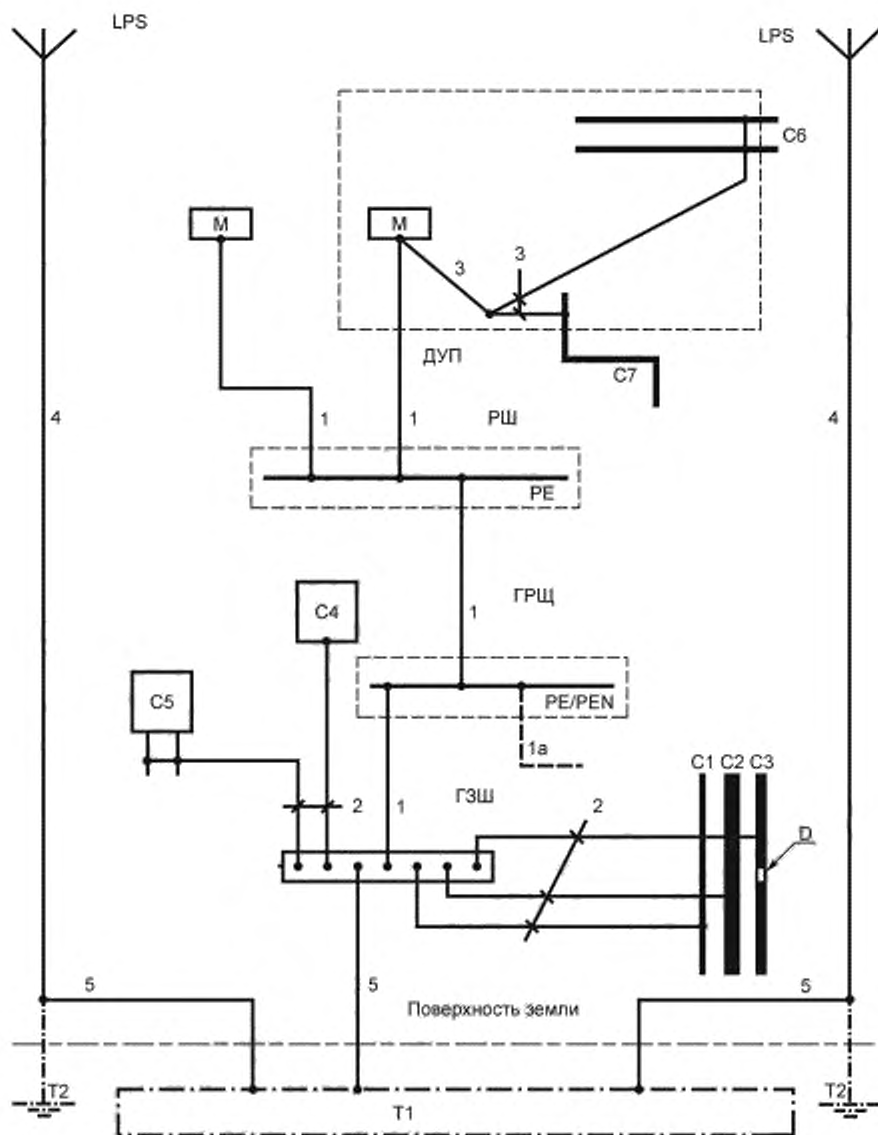 LPS
LPS
C6
M
M
3
3
ДУП
C7
4
1
1
РШ
4
PE
C4
1
ГРЩ
C5
PE/PEN
1a
C1 C2 C3
2
1
ГЗШ
2
D
5
5
Поверхность земли
5
T2
T1
T2